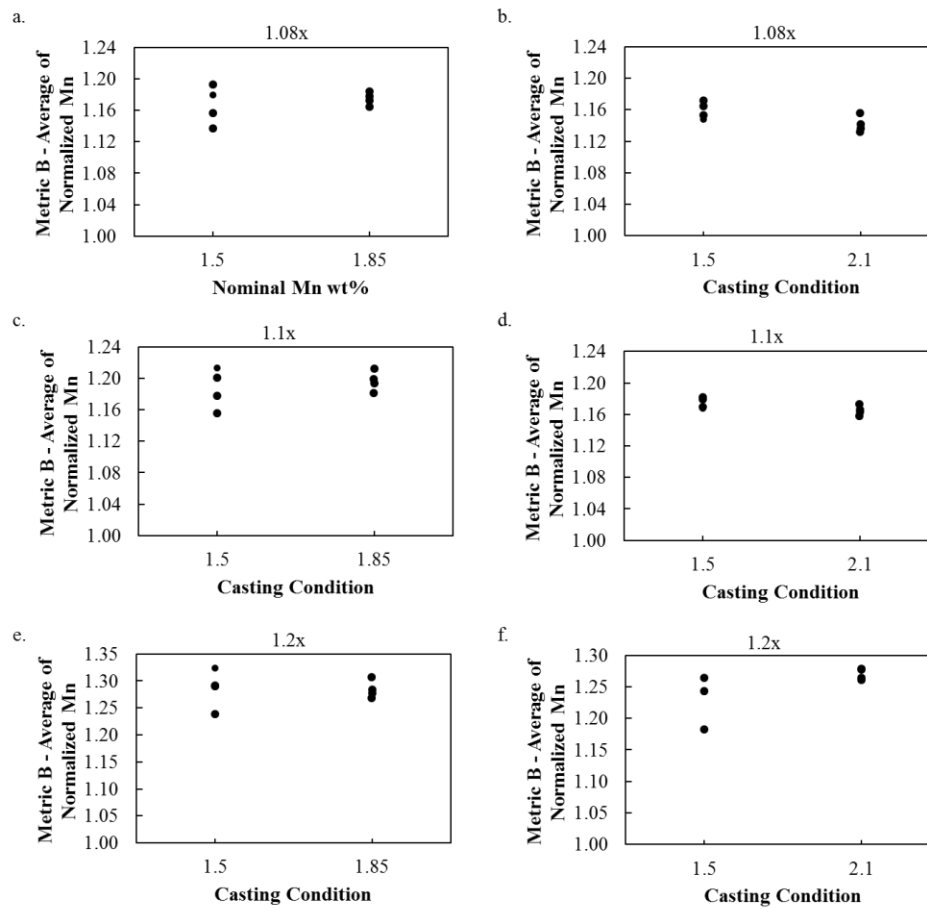 a.
1.08x
Metric B - Average of
Normalized Mn
1.24
1.20
1.16
1.12
1.08
1.04
1.00
1.5
1.85
Nominal Mn wt%
b.
1.08x
Metric B - Average of
Normalized Mn
1.24
1.20
1.16
1.12
1.08
1.04
1.00
1.5
2.1
Casting Condition
c.
1.1x
Metric B - Average of
Normalized Mn
1.24
1.20
1.16
1.12
1.08
1.04
1.00
1.5
1.85
Casting Condition
d.
1.1x
Metric B - Average of
Normalized Mn
1.24
1.20
1.16
1.12
1.08
1.04
1.00
1.5
2.1
Casting Condition
e.
1.2x
Metric B - Average of
Normalized Mn
1.35
1.30
1.25
1.20
1.15
1.10
1.05
1.00
1.5
1.85
Casting Condition
f.
1.2x
Metric B - Average of
Normalized Mn
1.30
1.25
1.20
1.15
1.10
1.05
1.00
1.5
2.1
Casting Condition